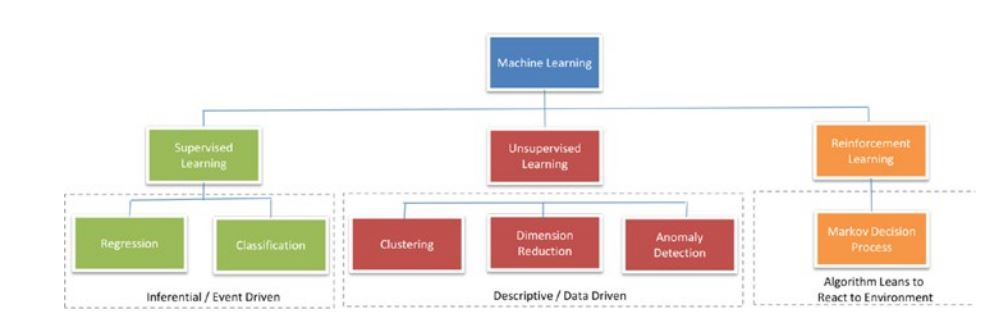 Machine Learning
Supervised
Learning
Unsupervised
Learning
Reinforcement
Learning
Regression
Classification
Clustering
Dimension
Reduction
Anomaly
Detection
Markov Decision
Process
Inferential / Event Driven
Descriptive / Data Driven
Algorithm Leans to
React to Environment